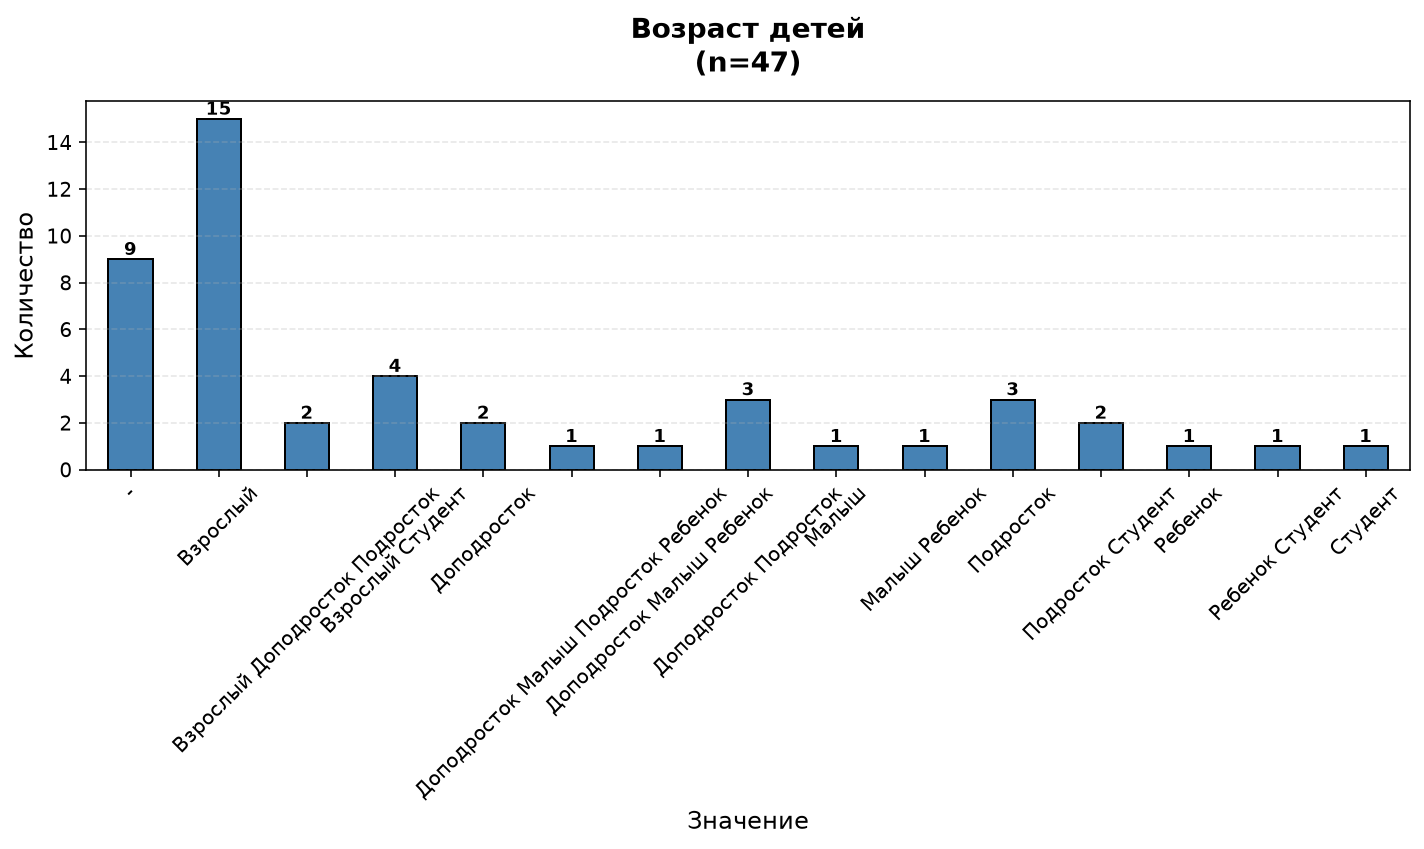 Возраст детей
(n=47)
Количество
14
12
10
8
6
4
2
0
9
15
2
4
2
1
1
3
1
1
3
2
1
1
1
-
Взрослый
Взрослый Доподросток Подросток
Взрослый Студент
Доподросток
Доподросток Малыш Подросток Ребенок
Доподросток Малыш Ребенок
Доподросток Подросток
Малыш
Малыш Ребенок
Подросток
Подросток Студент
Ребенок
Ребенок Студент
Студент
Значение